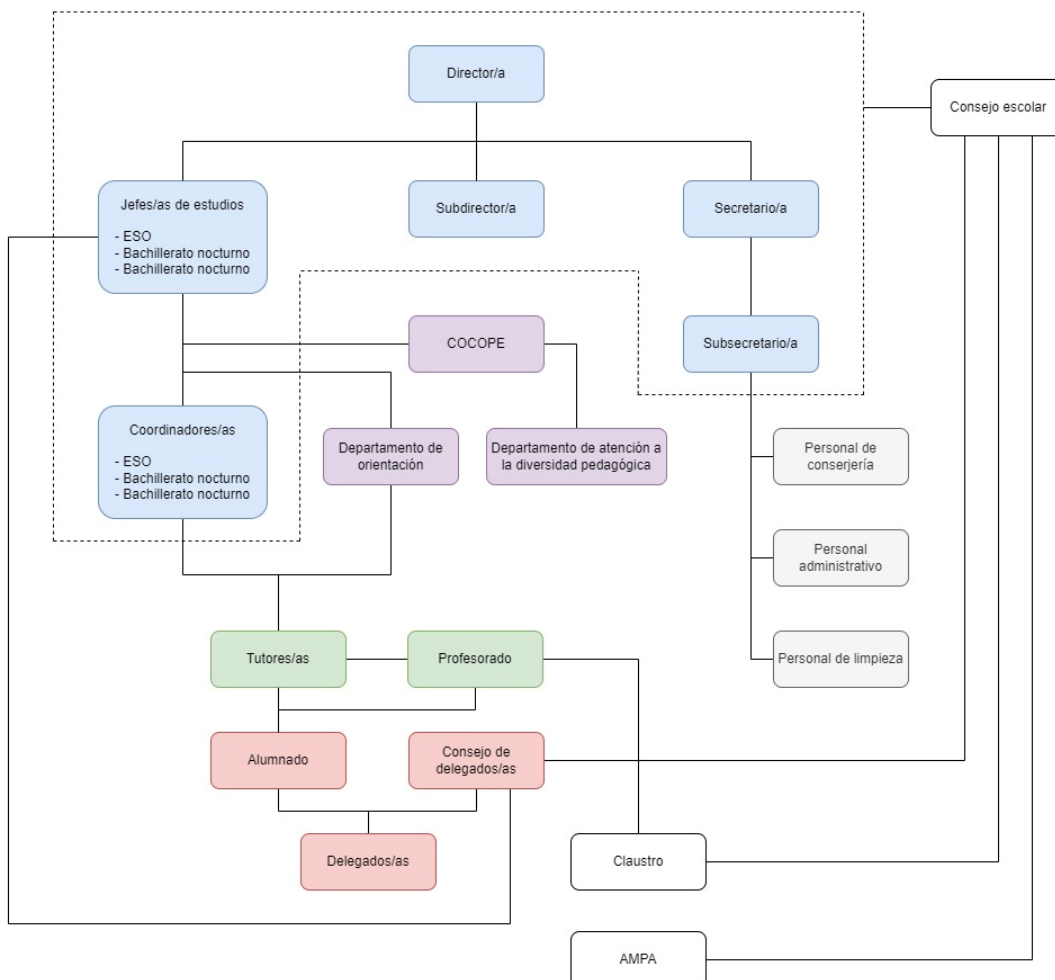 Director/a
Consejo escolar
Jefes/as de estudios
- ESO
- Bachillerato nocturno
- Bachillerato nocturno
Subdirector/a
Secretario/a
COCOPE
Subsecretario/a
Coordinadores/as
- ESO
- Bachillerato nocturno
- Bachillerato nocturno
Departamento de
orientación
Departamento de atención a
la diversidad pedagógica
Personal de
conserjería
Personal
administrativo
Tutores/as
Profesorado
Personal de limpieza
Alumnado
Consejo de
delegados/as
Delegados/as
Claustro
AMPA